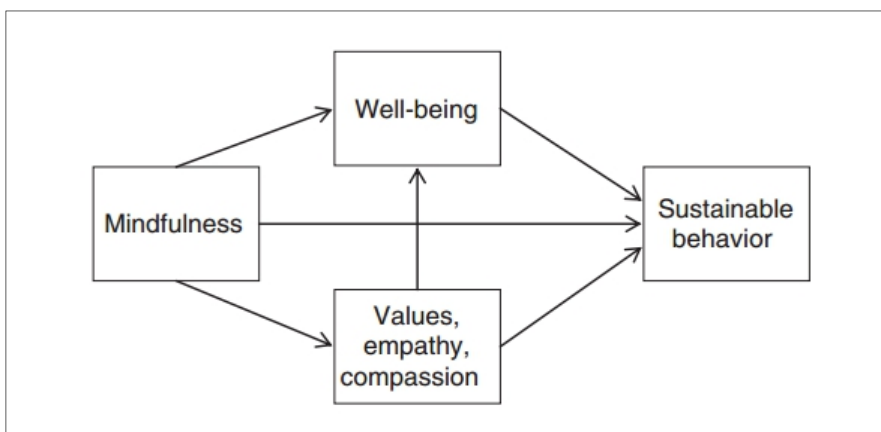 Well-being
Mindfulness
Sustainable
behavior
Values,
empathy,
compassion